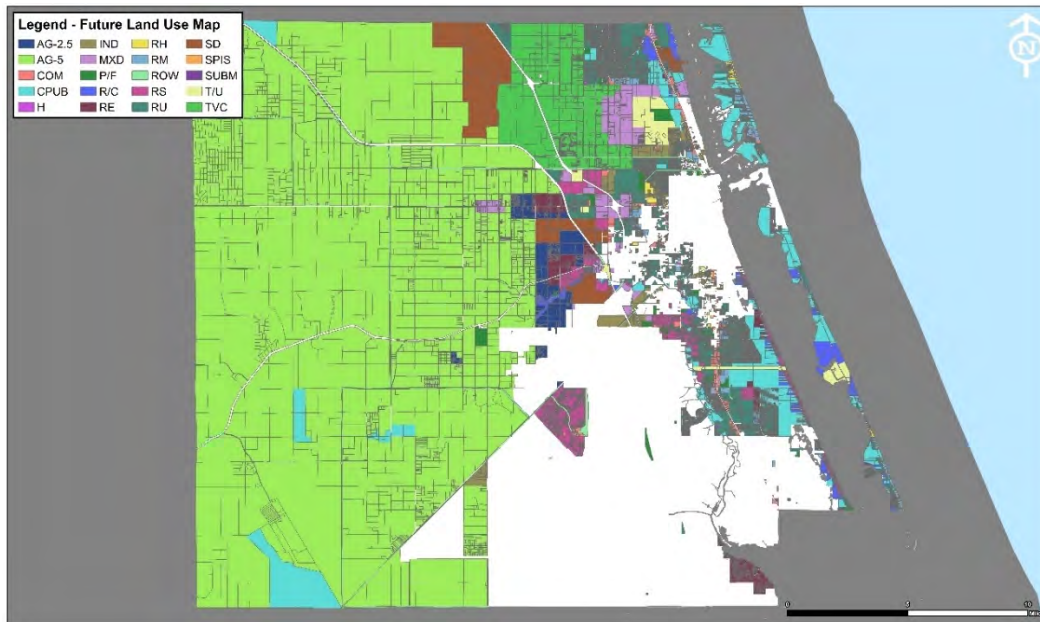 Legend - Future Land Use Map
AG-2.5 IND RH SD
AG-5 MXD RM SPIS
COM P/F ROW SUBM
CPUB R/C RS T/U
H RE RU TVC
N
0 5 10